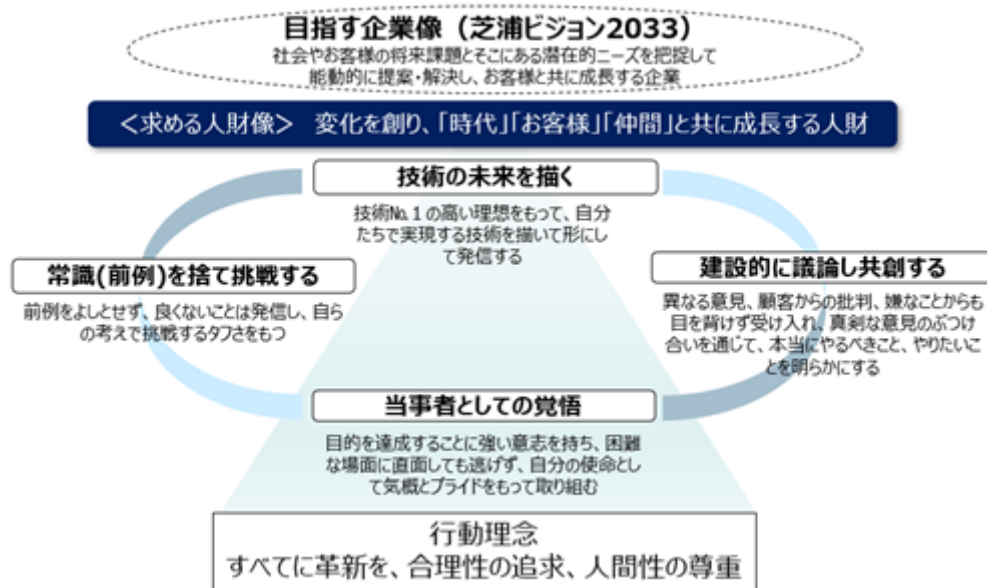 目指す企業像（芝浦ビジョン2033）
社会やお客様の将来課題とそこにある潜在的ニーズを把捉して
能動的に提案・解決し、お客様と共に成長する企業
＜求める人財像＞　変化を創り、「時代」「お客様」「仲間」と共に成長する人財
技術の未来を描く
技術№１の高い理想をもって、自分
たちで実現する技術を描いて形にし
て発信する
常識(前例)を捨て挑戦する
前例をよしとせず、良くないことは発信し、自ら
の考えで挑戦するタフさをもつ
建設的に議論し共創する
異なる意見、顧客からの批判、嫌なことからも
目を背けず受け入れ、真剣な意見のぶつけ
合いを通じて、本当にやるべきこと、やりたいこ
とを明らかにする
当事者としての覚悟
目的を達成することに強い意志を持ち、困難
な場面に直面しても逃げず、自分の使命とし
て気概とプライドをもって取り組む
行動理念
すべてに革新を、合理性の追求、人間性の尊重